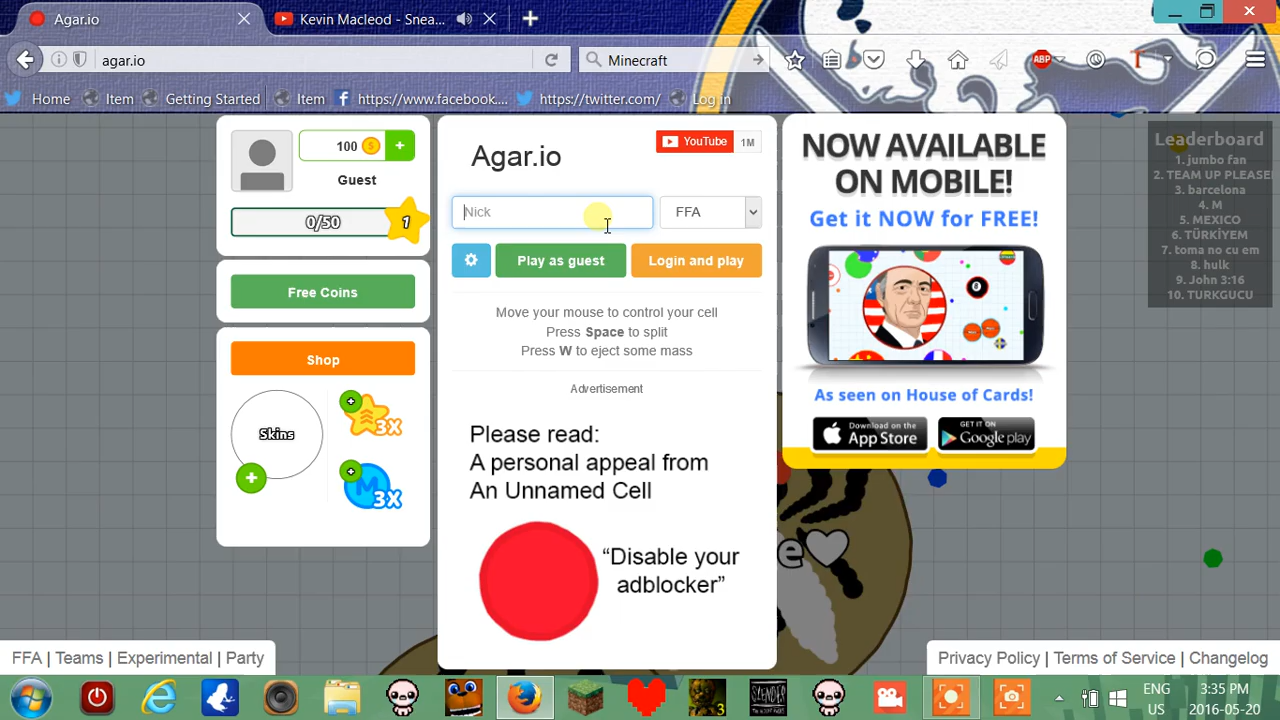 Agar.io
Kevin Macleod - Snea...
agar.io
Minecraft
ABP
T
Home
Item
Getting Started
Item
https://www.facebook....
https://twitter.com/
Log in
100
Guest
0/50
1
Free Coins
Shop
Skins
3X
M
3X
Agar.io
YouTube
1M
Nick
FFA
Play as guest
Login and play
Move your mouse to control your cell
Press Space to split
Press W to eject some mass
Advertisement
Please read:
A personal appeal from
An Unnamed Cell
“Disable your
adblocker”
NOW AVAILABLE
ON MOBILE!
Get it NOW for FREE!
8
As seen on House of Cards!
Download on the
App Store
GET IT ON
Google play
Leaderboard
1. jumbo fan
2. TEAM UP PLEASE
3. barcelona
4. M
5. MEXICO
6. TÜRKİYEM
7. toma no cu em
8. hulk
9. John 3:16
10. TURKGUCU
FFA | Teams | Experimental | Party
Privacy Policy | Terms of Service | Changelog
3
SLENDER
ENG
US
3:35 PM
2016-05-20